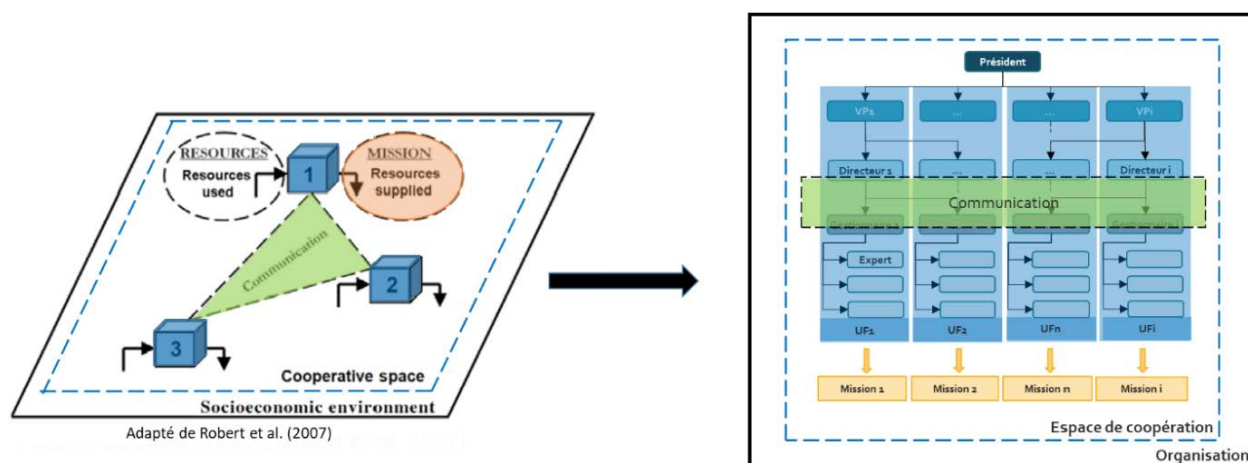 RESOURCES
Resources
used
MISSION
Resources
supplied
1
Communication
2
3
Cooperative space
Socioeconomic environment
Adapté de Robert et al. (2007)
Président
VP1 ... ... VPi
Directeur 1 ... ... Directeur i
Communication
Expert
UF1 UF2 UFn UFi
Mission 1 Mission 2 Mission n Mission i
Espace de coopération
Organisation